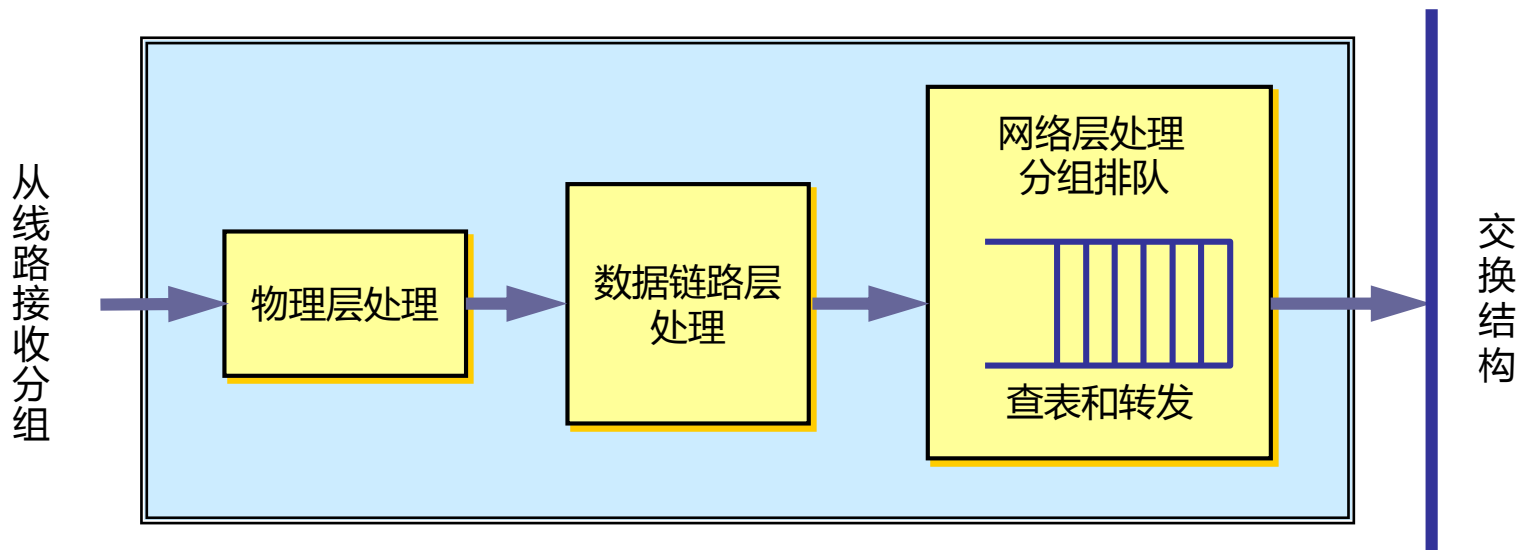 从线路接收分组
物理层处理
数据链路层
处理
网络层处理
分组排队
查表和转发
交换结构